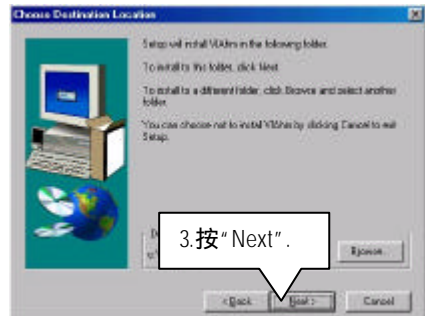 Choose Destination Location
Setup will install VIAhm in the following folder.
To install to this folder, click Next.
To install to a different folder, click Browse and select another
folder.
You can choose not to install VIAhm by clicking Cancel to exit
Setup.
3.按“Next”.
Browse...
< Back
Next >
Cancel